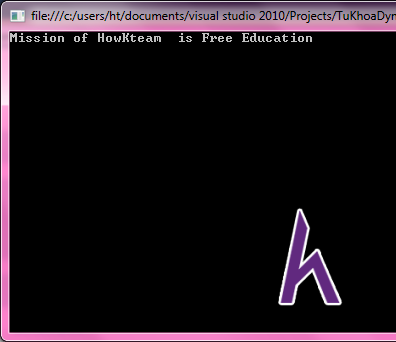 file:///c:/users/ht/documents/visual studio 2010/Projects/TuKhoaDyn
Mission of HowKteam  is Free Education